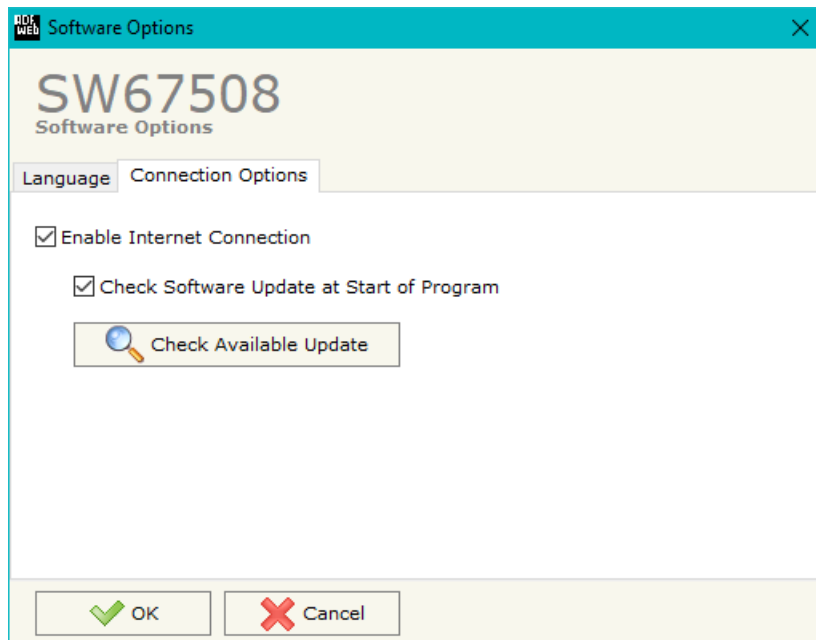 ADF
WEB Software Options
SW67508
Software Options
Language Connection Options
Enable Internet Connection
Check Software Update at Start of Program
Check Available Update
OK Cancel